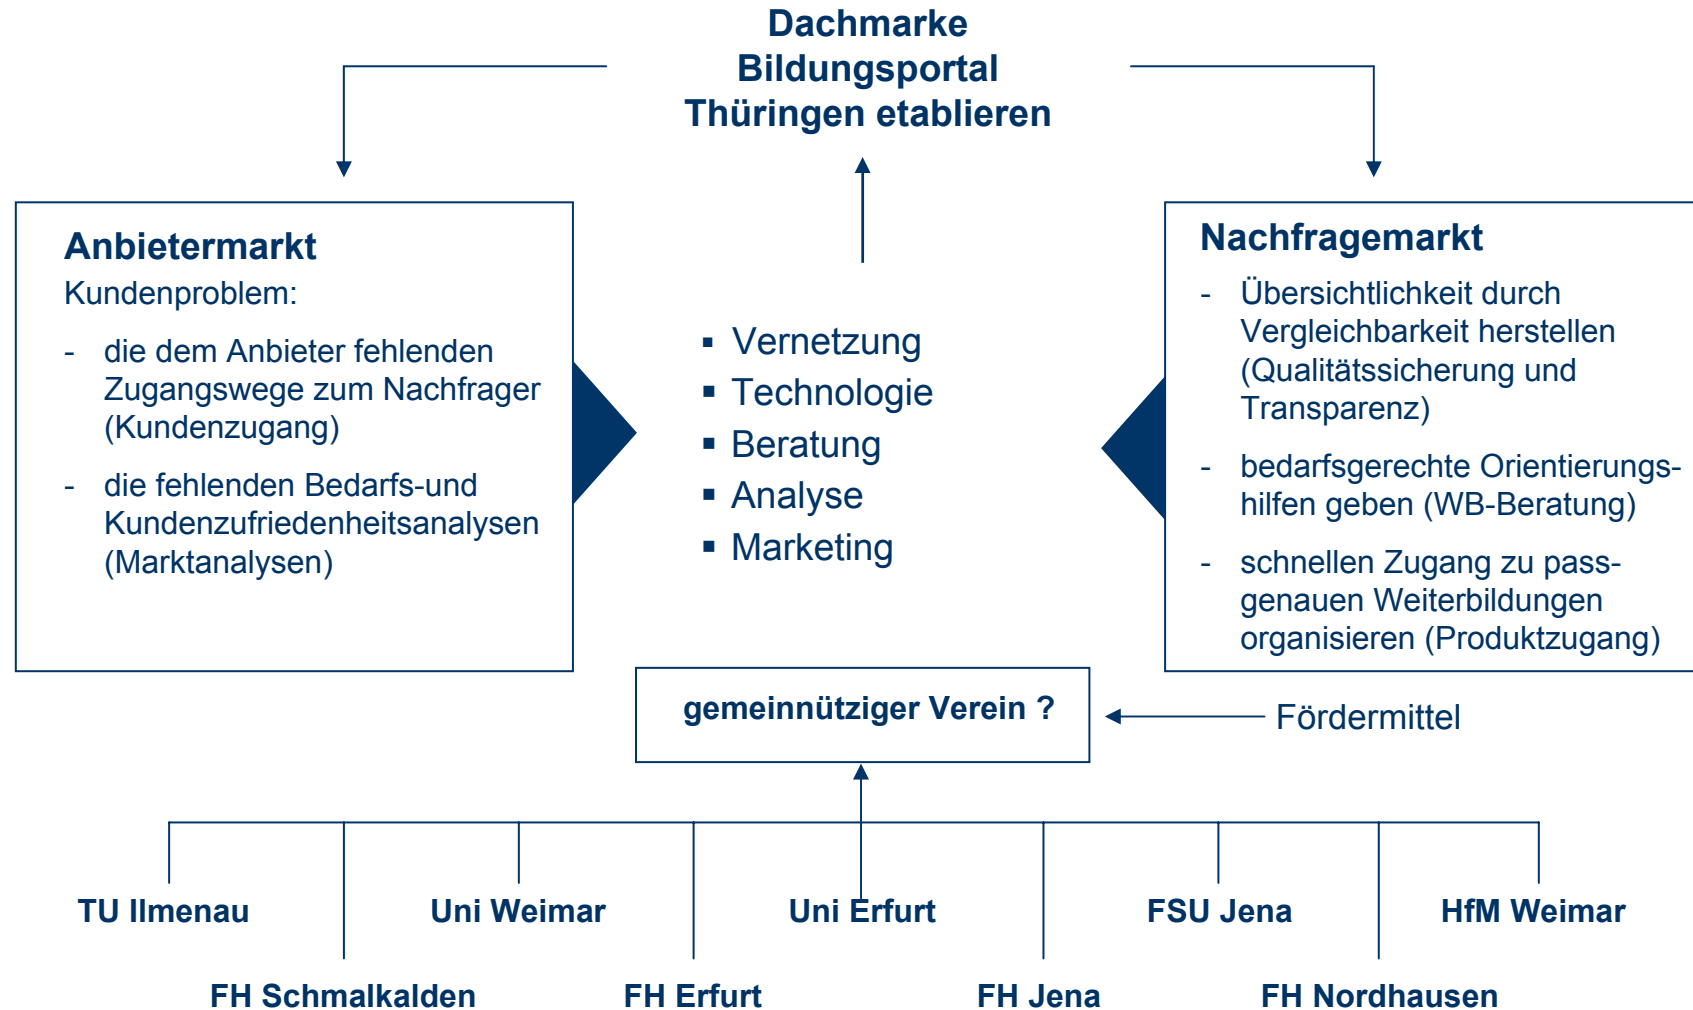 Dachmarke
Bildungsportal
Thüringen etablieren
Anbietermarkt
Kundenproblem:
- die dem Anbieter fehlenden
Zugangswege zum Nachfrager
(Kundenzugang)
- die fehlenden Bedarfs-und
Kundenzufriedenheitsanalysen
(Marktanalysen)
▪ Vernetzung
▪ Technologie
▪ Beratung
▪ Analyse
▪ Marketing
Nachfragemarkt
- Übersichtlichkeit durch
Vergleichbarkeit herstellen
(Qualitätssicherung und
Transparenz)
- bedarfsgerechte Orientierungs-
hilfen geben (WB-Beratung)
- schnellen Zugang zu pass-
genauen Weiterbildungen
organisieren (Produktzugang)
gemeinnütziger Verein ?
Fördermittel
TU Ilmenau
Uni Weimar
Uni Erfurt
FSU Jena
HfM Weimar
FH Schmalkalden
FH Erfurt
FH Jena
FH Nordhausen